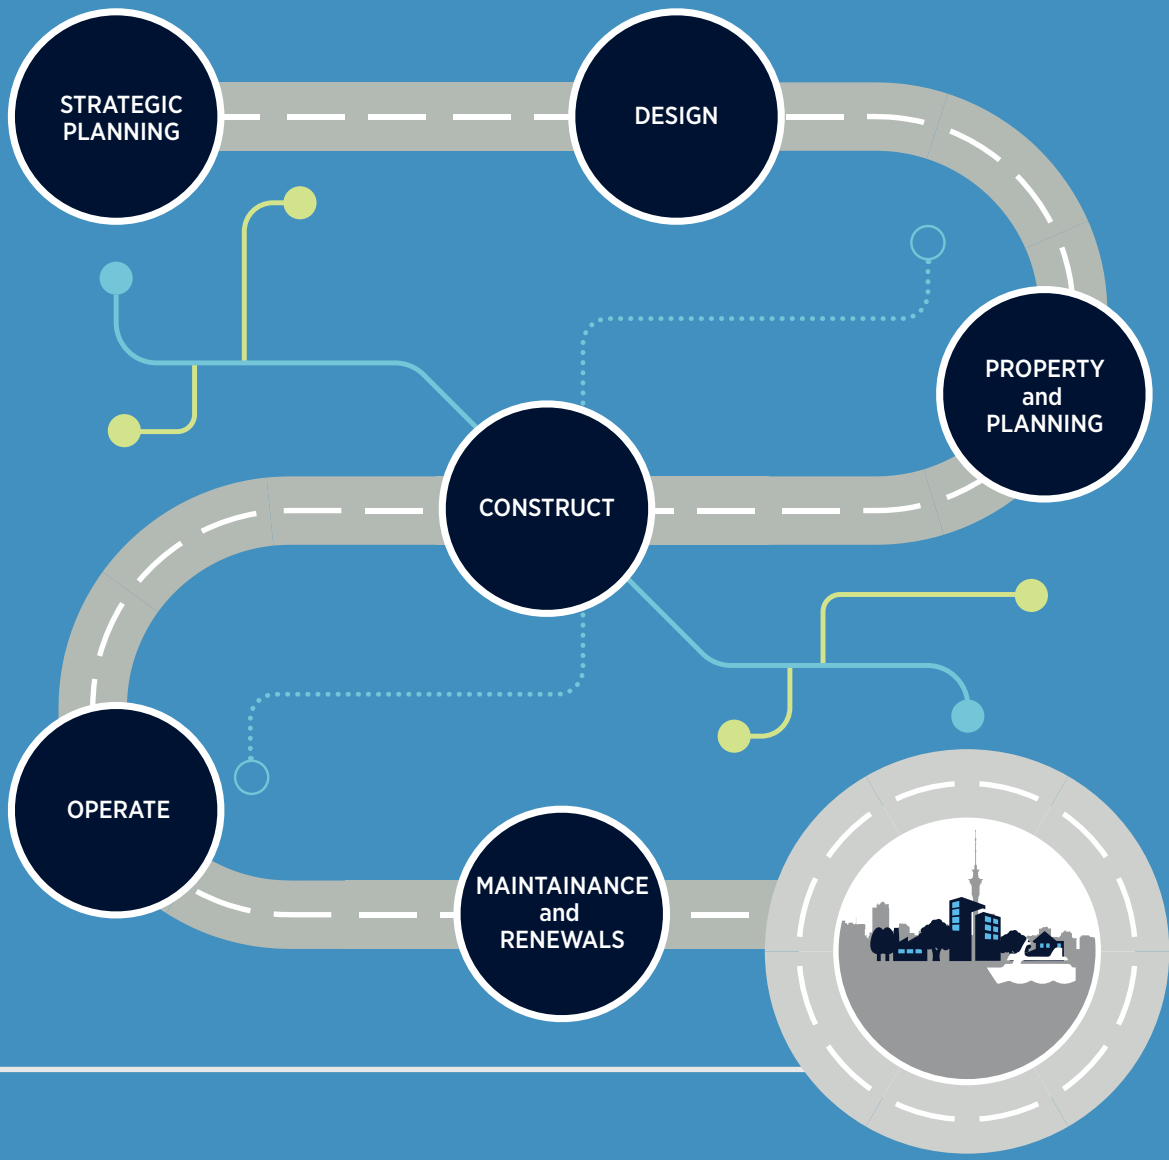 STRATEGIC
PLANNING
DESIGN
PROPERTY
and
PLANNING
CONSTRUCT
OPERATE
MAINTAINANCE
and
RENEWALS